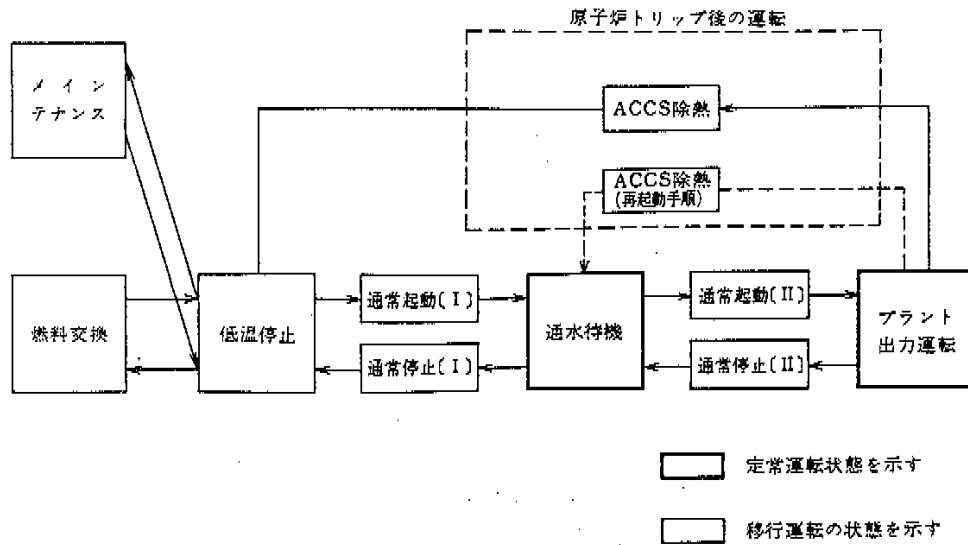 原子炉トリップ後の運転
メイン
テナンス
ACCS除熱
ACCS除熱
(再起動手順)
燃料交換
低温停止
通常起動〔Ⅰ〕
通常停止〔Ⅰ〕
通水待機
通常起動〔Ⅱ〕
通常停止〔Ⅱ〕
プラント
出力運転
定常運転状態を示す
移行運転の状態を示す